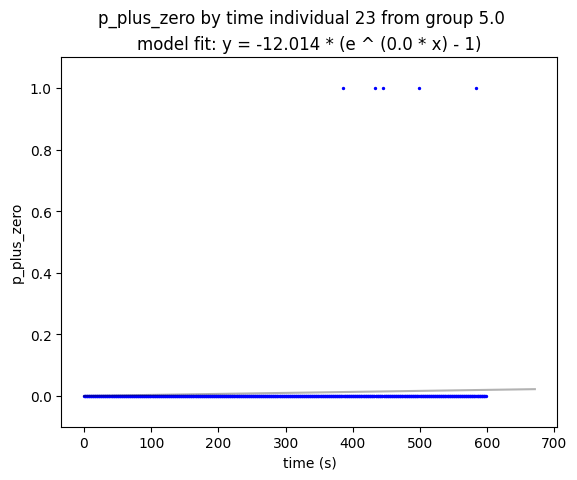 p_plus_zero by time individual 23 from group 5.0
model fit: y = -12.014 * (e ^ (0.0 * x) - 1)
1.0
0.8
0.6
0.4
0.2
0.0
p_plus_zero
0 100 200 300 400 500 600 700
time (s)